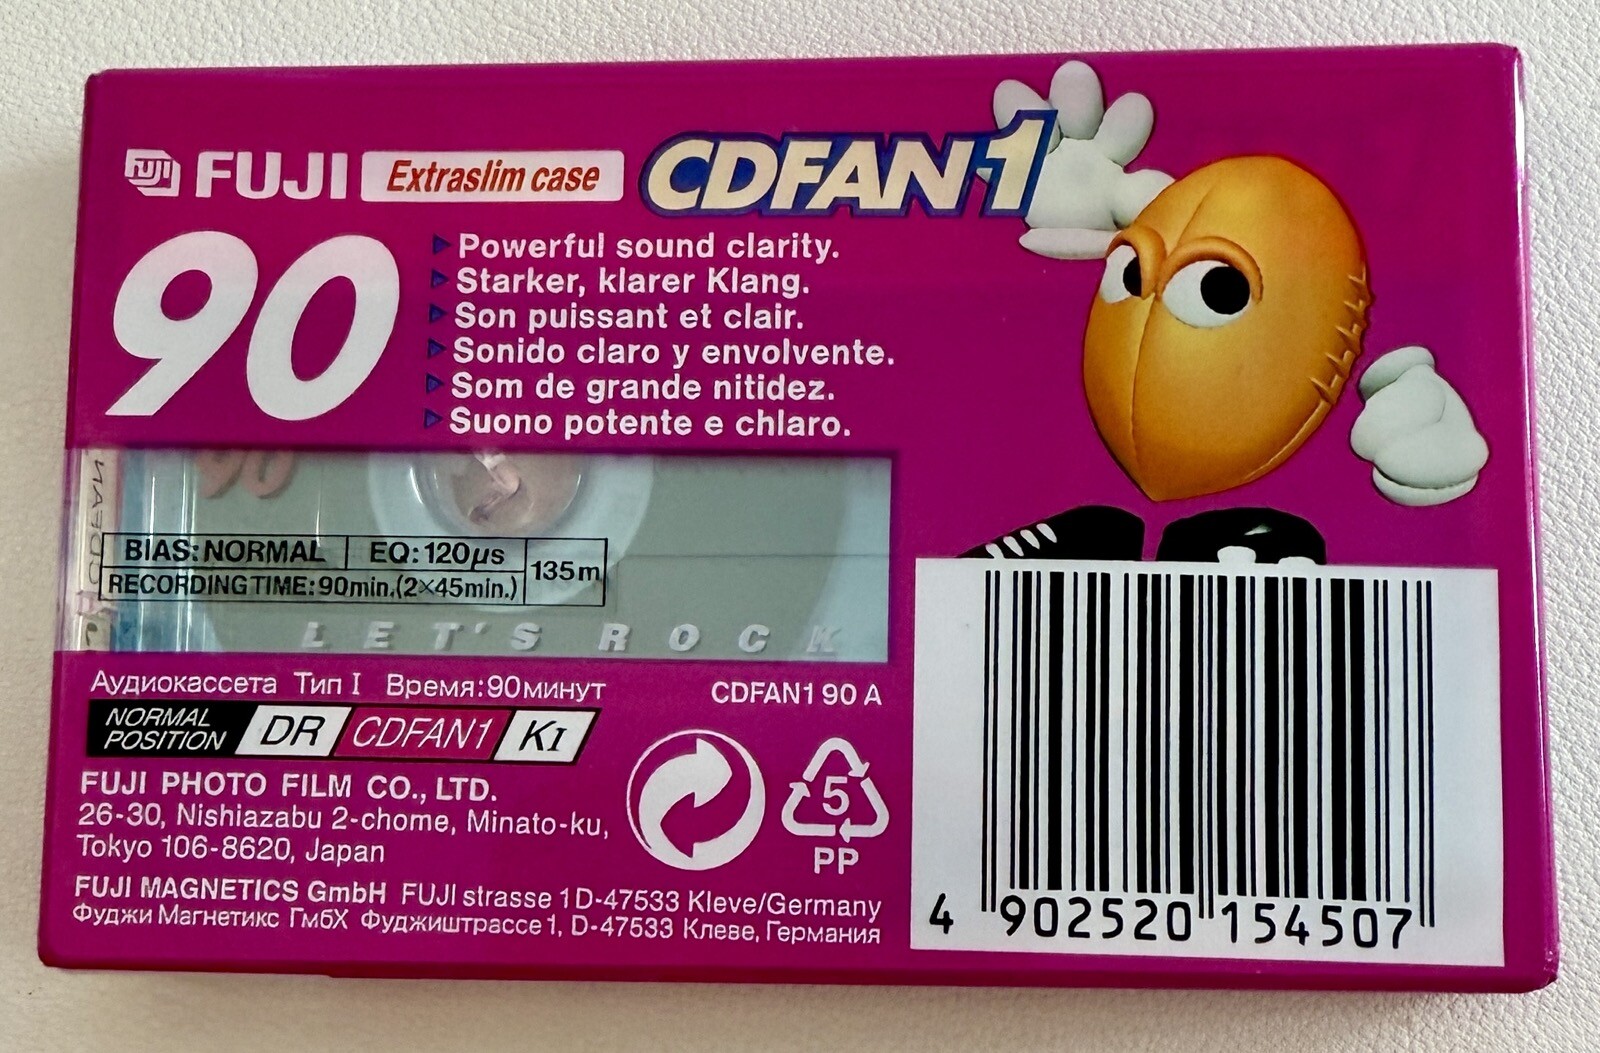 FUJI FUJI Extraslim case CDFAN1
90
Powerful sound clarity.
Starker, klarer Klang.
Son puissant et clair.
Sonido claro y envolvente.
Som de grande nitidez.
Suono potente e chlaro.
90
CDFAN
BIAS: NORMAL EQ: 120µs
135m
RECORDING TIME: 90min.(2×45min.)
LET'S ROCK
Аудиокассета Тип I Время:90минут
CDFAN1 90 A
NORMAL POSITION DR CDFAN1 KI
FUJI PHOTO FILM CO., LTD.
26-30, Nishiazabu 2-chome, Minato-ku,
Tokyo 106-8620, Japan
5
PP
FUJI MAGNETICS GmbH FUJI strasse 1 D-47533 Kleve/Germany
Фуджи Магнетикс ГмбХ Фуджиштрассе 1, D-47533 Клеве, Германия
4 902520 154507